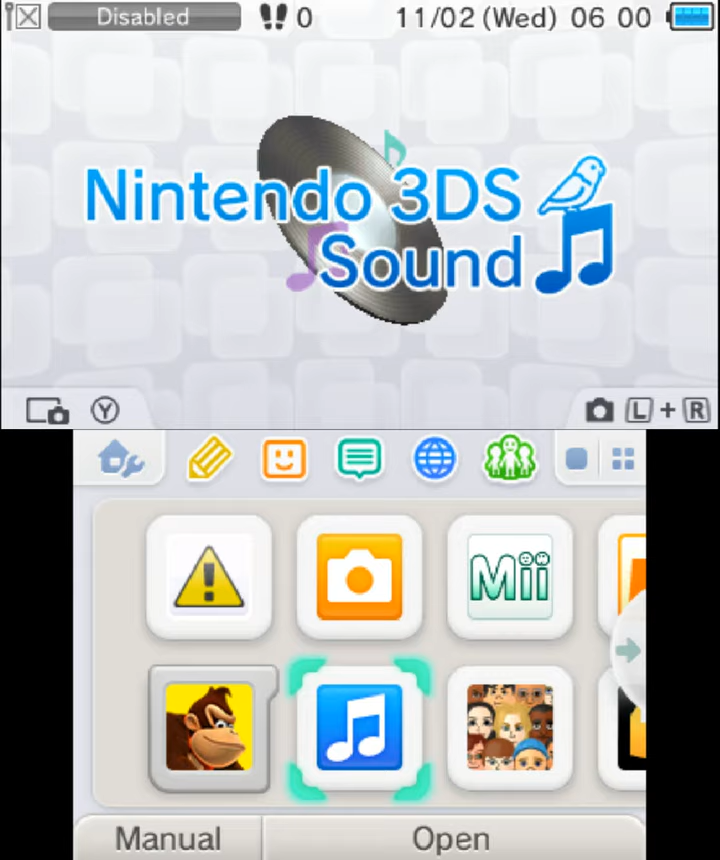 Disabled 0 11/02 (Wed) 06 00
Nintendo 3DS
Sound
Y L + R
Mii
Manual Open